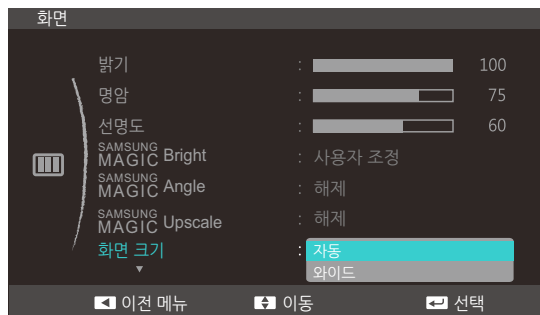 화면
밝기 : 100
명암 : 75
선명도 : 60
SAMSUNG MAGIC Bright : 사용자 조정
SAMSUNG MAGIC Angle : 해제
SAMSUNG MAGIC Upscale : 해제
화면 크기 : 자동
와이드
이전 메뉴 이동 선택